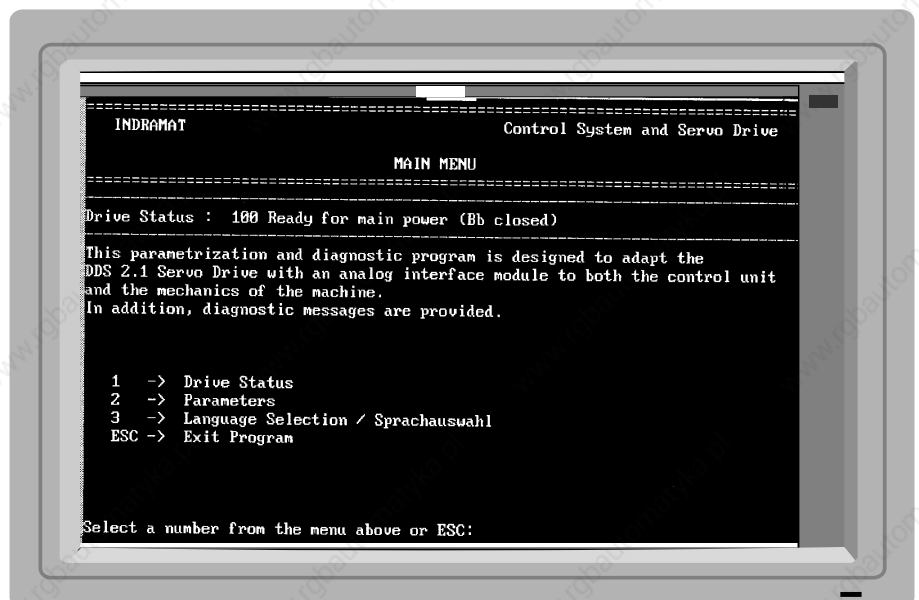 INDRAMAT Control System and Servo Drive
MAIN MENU
Drive Status : 100 Ready for main power (Bb closed)
This parametrization and diagnostic program is designed to adapt the
DDS 2.1 Servo Drive with an analog interface module to both the control unit
and the mechanics of the machine.
In addition, diagnostic messages are provided.
1 -> Drive Status
2 -> Parameters
3 -> Language Selection / Sprachauswahl
ESC -> Exit Program
Select a number from the menu above or ESC: